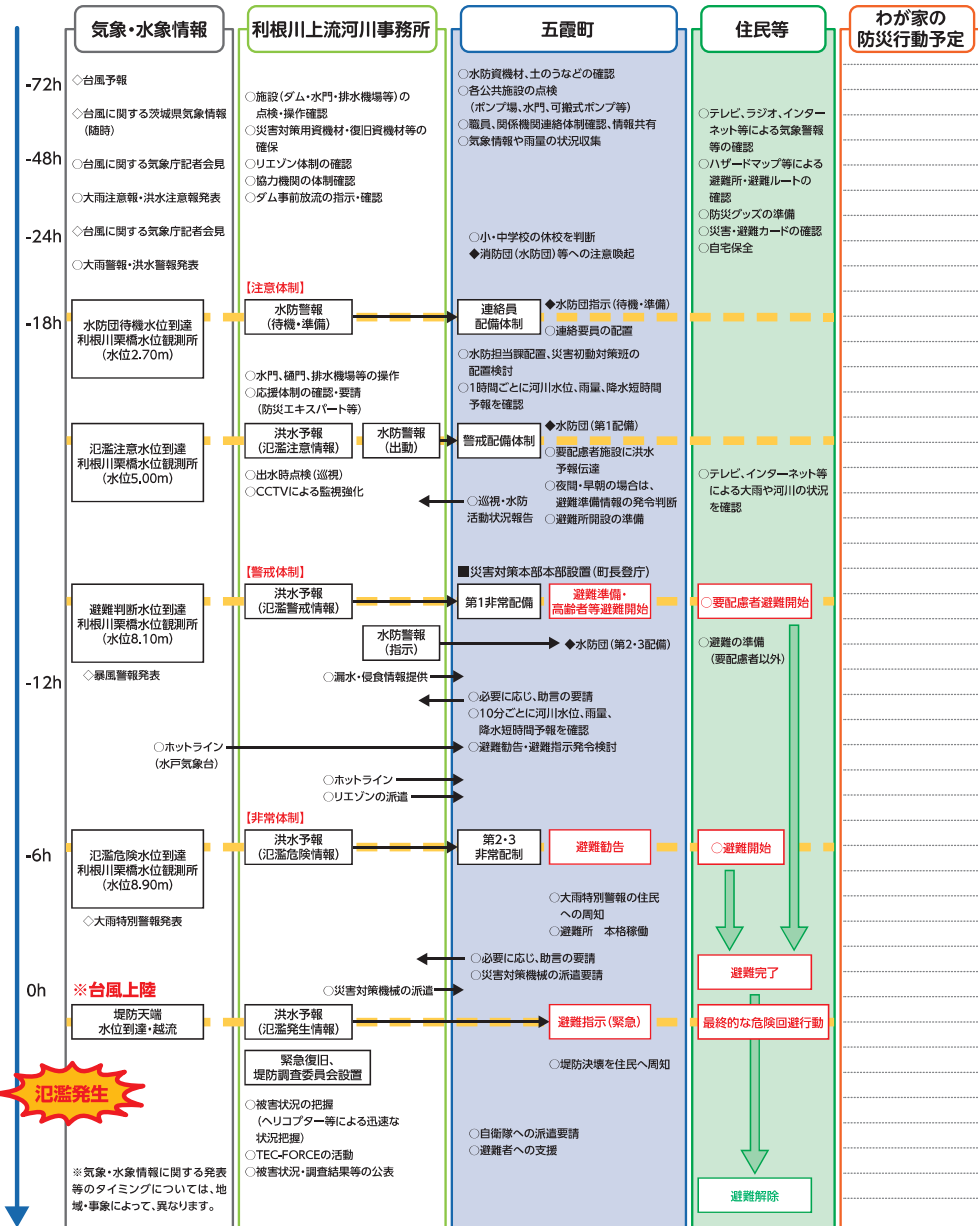 気象・水象情報
利根川上流河川事務所
五霞町
住民等
わが家の
防災行動予定
-72h
-48h
-24h
-18h
-12h
-6h
0h
◇台風予報
◇台風に関する茨城県気象情報
(随時)
◇台風に関する気象庁記者会見
○大雨注意報・洪水注意報発表
◇台風に関する気象庁記者会見
○大雨警報・洪水警報発表
水防団待機水位到達
利根川栗橋水位観測所
(水位2.70m)
氾濫注意水位到達
利根川栗橋水位観測所
(水位5,00m)
避難判断水位到達
利根川栗橋水位観測所
(水位8.10m)
◇暴風警報発表
○ホットライン
(水戸気象台)
氾濫危険水位到達
利根川栗橋水位観測所
(水位8.90m)
◇大雨特別警報発表
※台風上陸
堤防天端
水位到達・越流
氾濫発生
※気象・水象情報に関する発表
等のタイミングについては、地
域・事象によって、異なります。
○施設(ダム・水門・排水機場等)の
点検・操作確認
○災害対策用資機材・復旧資機材等の
確保
○リエゾン体制の確認
○協力機関の体制確認
○ダム事前放流の指示・確認
【注意体制】
水防警報
(待機・準備)
○水門、樋門、排水機場等の操作
○応援体制の確認・要請
(防災エキスパート等)
洪水予報
(氾濫注意情報)
水防警報
(出動)
○出水時点検(巡視)
○CCTVによる監視強化
【警戒体制】
洪水予報
(氾濫警戒情報)
水防警報
(指示)
○漏水・侵食情報提供
○ホットライン
○リエゾンの派遣
【非常体制】
洪水予報
(氾濫危険情報)
○災害対策機械の派遣
洪水予報
(氾濫発生情報)
緊急復旧、
堤防調査委員会設置
○被害状況の把握
(ヘリコプター等による迅速な
状況把握)
○TEC-FORCEの活動
○被害状況・調査結果等の公表
○水防資機材、土のうなどの確認
○各公共施設の点検
(ポンプ場、水門、可搬式ポンプ等)
○職員、関係機関連絡体制確認、情報共有
○気象情報や雨量の状況収集
○小・中学校の休校を判断
◆消防団(水防団)等への注意喚起
連絡員
配備体制
◆水防団指示(待機・準備)
○連絡要員の配置
○水防担当課配置、災害初動対策班の
配置検討
○1時間ごとに河川水位、雨量、降水短時間
予報を確認
警戒配備体制
◆水防団(第1配備)
○要配慮者施設に洪水
予報伝達
○夜間・早朝の場合は、
避難準備情報の発令判断
○避難所開設の準備
○巡視・水防
活動状況報告
■災害対策本部本部設置(町長登庁)
第1非常配備
避難準備・
高齢者等避難開始
◆水防団(第2・3配備)
○必要に応じ、助言の要請
○10分ごとに河川水位、雨量、
降水短時間予報を確認
○避難勧告・避難指示発令検討
第2・3
非常配制
避難勧告
○大雨特別警報の住民
への周知
○避難所　本格稼働
○必要に応じ、助言の要請
○災害対策機械の派遣要請
避難指示(緊急)
○堤防決壊を住民へ周知
○自衛隊への派遣要請
○避難者への支援
○テレビ、ラジオ、インター
ネット等による気象警報
等の確認
○ハザードマップ等による
避難所・避難ルートの
確認
○防災グッズの準備
○災害・避難カードの確認
○自宅保全
○テレビ、インターネット等
による大雨や河川の状況
を確認
○要配慮者避難開始
○避難の準備
(要配慮者以外)
○避難開始
避難完了
最終的な危険回避行動
避難解除